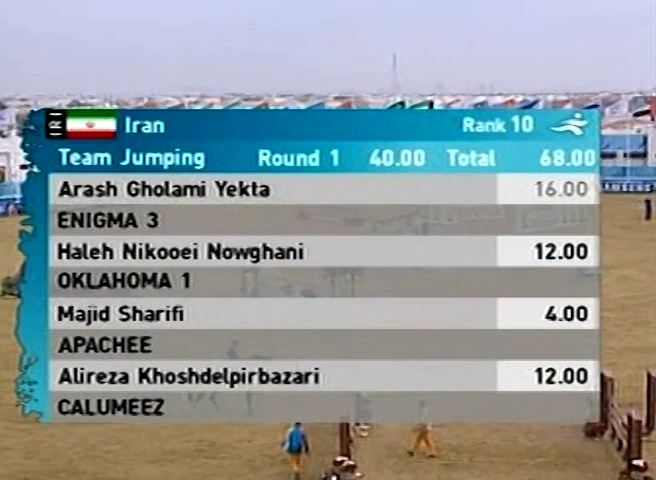 IRI Iran Rank 10
Team Jumping Round 1 40.00 Total 68.00
Arash Gholami Yekta 16.00
ENIGMA 3
Haleh Nikooei Nowghani 12.00
OKLAHOMA 1
Majid Sharifi 4.00
APACHEE
Alireza Khoshdelpirbazari 12.00
CALUMEEZ
SAMSUNG